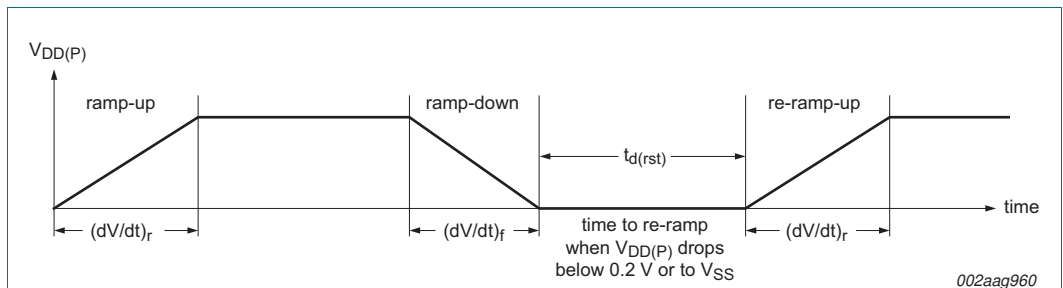 VDD(P)
ramp-up
ramp-down
re-ramp-up
td(rst)
time
(dV/dt)r
(dV/dt)f
time to re-ramp
when VDD(P) drops
below 0.2 V or to VSS
(dV/dt)r
002aag960